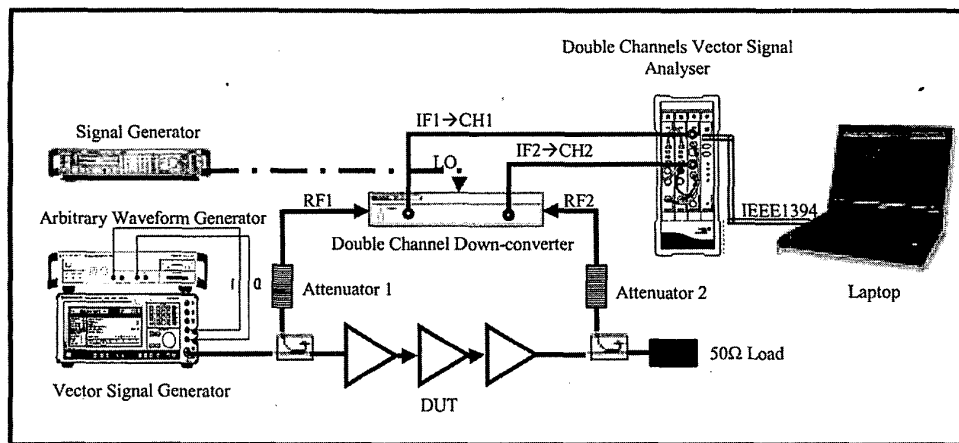 Double Channels Vector Signal
Analyser
IF1→CH1
Signal Generator
LO
IF2→CH2
RF1
RF2
Arbitrary Waveform Generator
IEEE1394
Double Channel Down-converter
I
Q
Attenuator 1
Attenuator 2
Laptop
50Ω Load
Vector Signal Generator
DUT